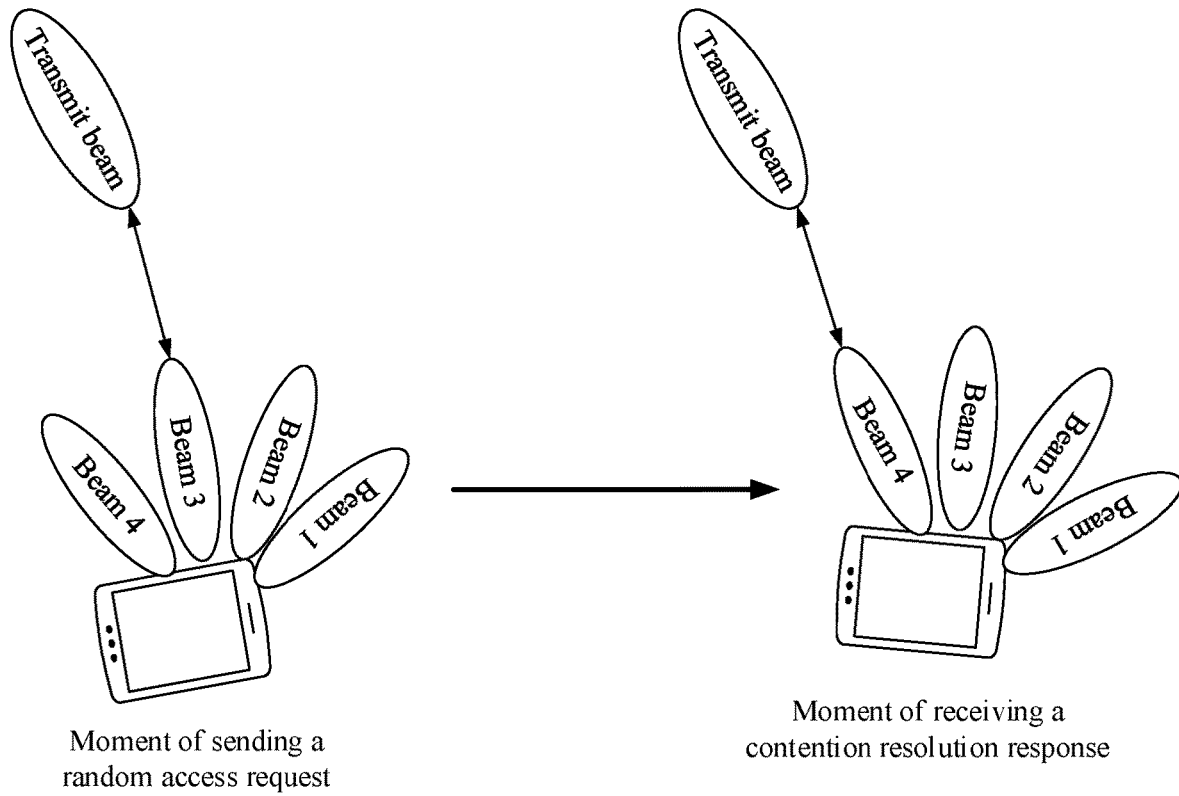 Transmit beam
Beam 4
Beam 3
Beam 2
Beam 1
Moment of sending a
random access request
Transmit beam
Beam 4
Beam 3
Beam 2
Beam 1
Moment of receiving a
contention resolution response